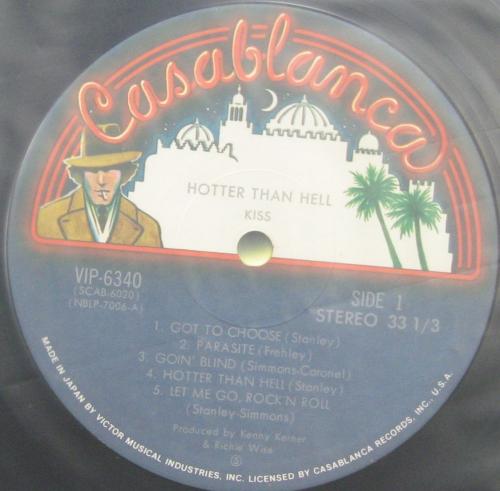 Casablanca
HOTTER THAN HELL
KISS
VIP-6340
(SCAB-6020)
(NBLP-7006-A)
SIDE 1
STEREO 33 1/3
1. GOT TO CHOOSE (Stanley)
2. PARASITE (Frehley)
3. GOIN' BLIND (Simmons-Coronel)
4. HOTTER THAN HELL (Stanley)
5. LET ME GO, ROCK'N ROLL
(Stanley-Simmons)
Produced by Kenny Kerner
& Richie Wise
Ⓢ
MADE IN JAPAN BY VICTOR MUSICAL INDUSTRIES, INC. LICENSED BY CASABLANCA RECORDS, INC., U.S.A.